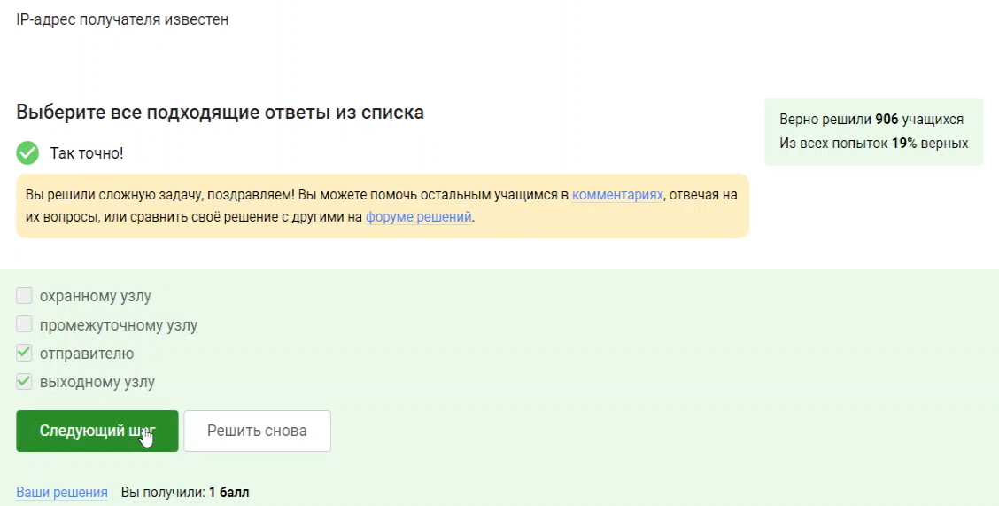 IP-адрес получателя известен
Выберите все подходящие ответы из списка
Верно решили 906 учащихся
Из всех попыток 19% верных
Так точно!
Вы решили сложную задачу, поздравляем! Вы можете помочь остальным учащимся в комментариях, отвечая на
их вопросы, или сравнить своё решение с другими на форуме решений.
охранному узлу
промежуточному узлу
отправителю
выходному узлу
Следующий шаг
Решить снова
Ваши решения Вы получили: 1 балл